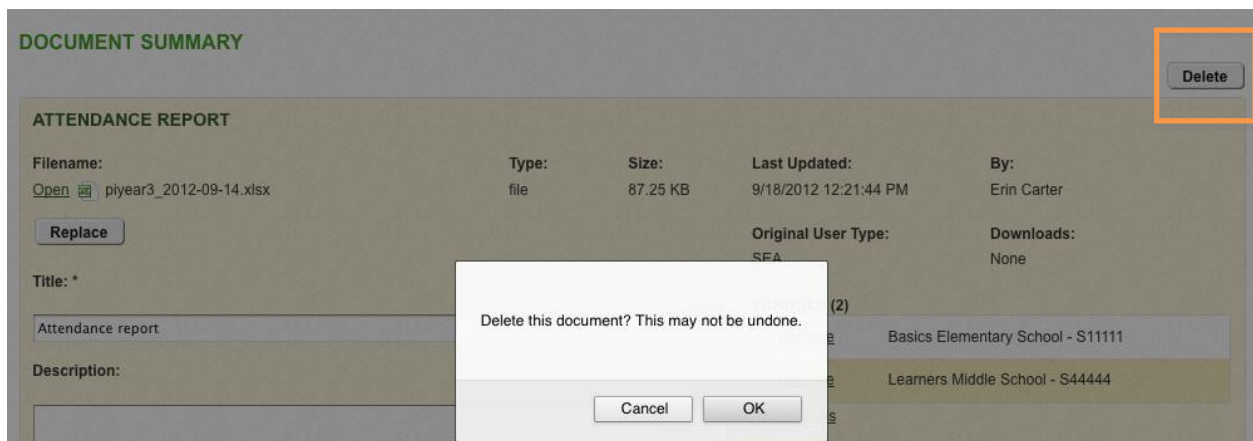 DOCUMENT SUMMARY
Delete
ATTENDANCE REPORT
Filename: Type: Size: Last Updated: By:
Open piyear3_2012-09-14.xlsx file 87.25 KB 9/18/2012 12:21:44 PM Erin Carter
Replace
Original User Type: Downloads:
SEA None
Title: *
(2)
Attendance report
Delete this document? This may not be undone.
Basics Elementary School - S11111
Description:
Learners Middle School - S44444
Cancel OK